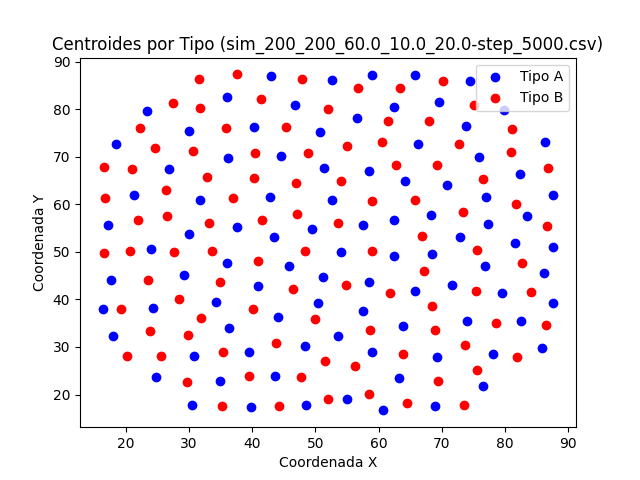 Centroides por Tipo (sim_200_200_60.0_10.0_20.0-step_5000.csv)
Tipo A
Tipo B
90
80
70
60
50
40
30
20
Coordenada Y
20 30 40 50 60 70 80 90
Coordenada X